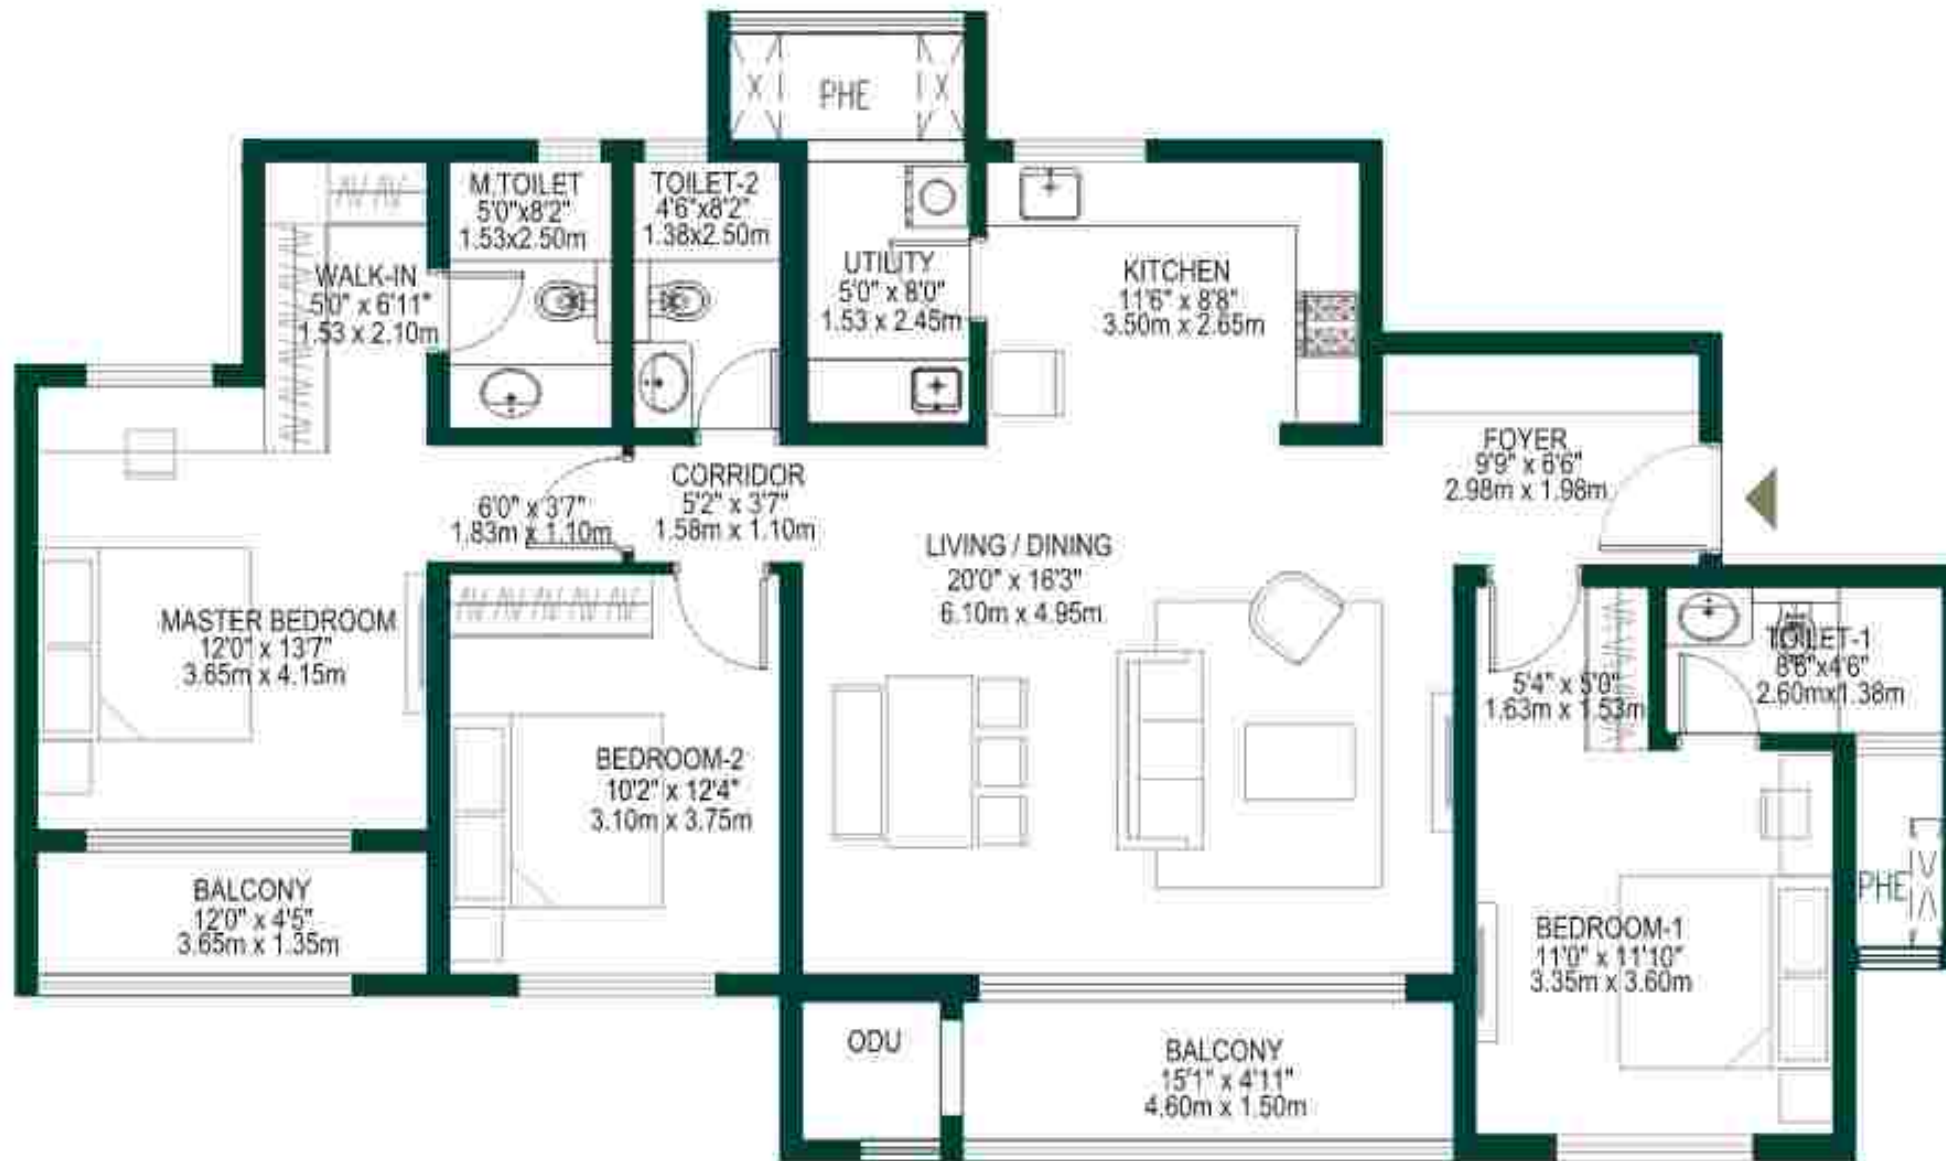 PHE
M.TOILET
5'0"x8'2"
1.53x2.50m
TOILET-2
4'6"x8'2"
1.38x2.50m
WALK-IN
5'0" x 6'11"
1.53 x 2.10m
UTILITY
5'0" x 8'0"
1.53 x 2.45m
KITCHEN
11'6" x 8'8"
3.50m x 2.65m
FOYER
9'9" x 6'6"
2.98m x 1.98m
CORRIDOR
5'2" x 3'7"
1.58m x 1.10m
6'0" x 3'7"
1.83m x 1.10m
LIVING / DINING
20'0" x 16'3"
6.10m x 4.95m
MASTER BEDROOM
12'0" x 13'7"
3.65m x 4.15m
TOILET-1
8'6"x4'6"
2.60mx1.38m
5'4" x 5'0"
1.63m x 1.53m
BEDROOM-2
10'2" x 12'4"
3.10m x 3.75m
BALCONY
12'0" x 4'5"
3.65m x 1.35m
PHE
BEDROOM-1
11'0" x 11'10"
3.35m x 3.60m
ODU
BALCONY
15'1" x 4'11"
4.60m x 1.50m